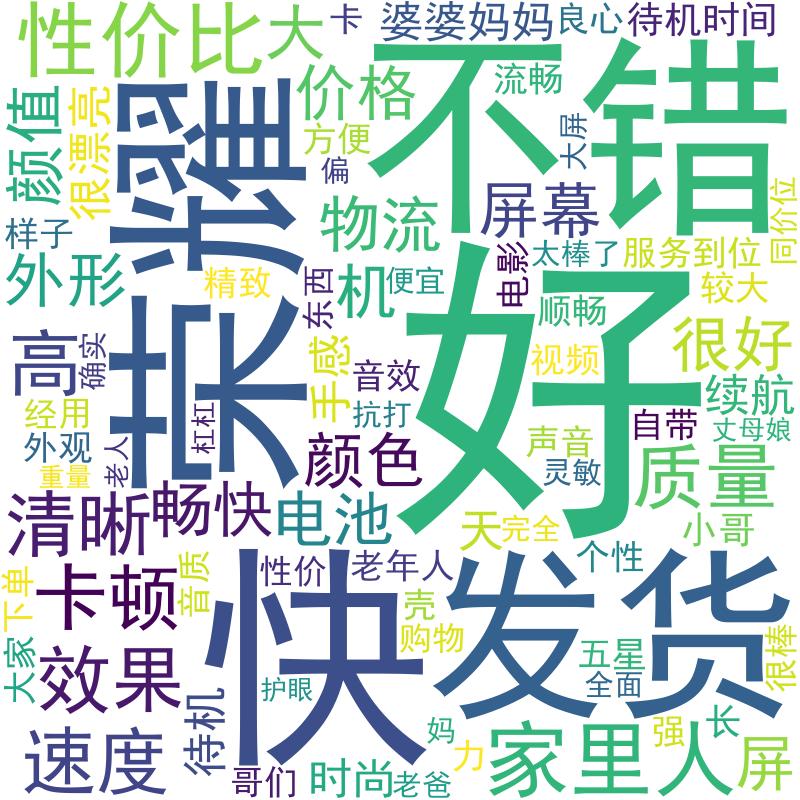 性价比
大
卡
婆婆妈妈
良心
待机时间
颜值
很漂亮
荣耀
价格
方便
偏
不错
流畅
大屏
同价位
样子
物流
屏幕
太棒了
服务到位
外形
精致
东西
机
便宜
电影
顺畅
较大
好
高
确实
手感
音效
视频
很好
经用
杠杠
抗打
声音
自带
续航
丈母娘
外观
重量
老人
颜色
灵敏
质量
清晰
畅快
电池
天
完全
小哥
下单
卡顿
音质
性价
老年人
个性
快
发货
壳
购物
大家
效果
护眼
五星
全面
很棒
速度
待机
哥们
时尚
老爸
妈
力
家里人
强
长
屏